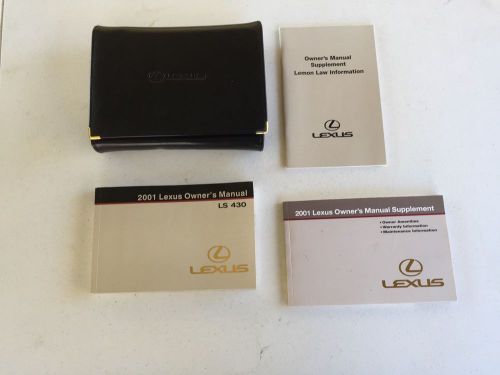 LEXUS
Owner's Manual
Supplement
Lemon Law Information
LEXUS
2001 Lexus Owner's Manual
LS 430
LEXUS
2001 Lexus Owner's Manual Supplement
• Owner Amenities
• Warranty Information
• Maintenance Information
LEXUS